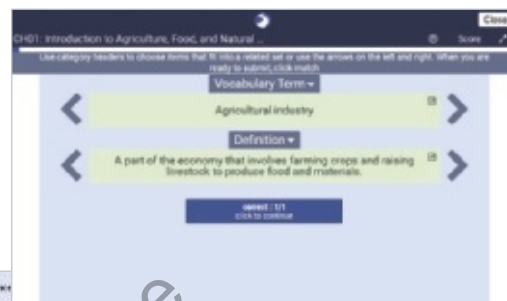 Close
CH01: Introduction to Agriculture, Food, and Natural ...
Score
Use category headers to choose items that fit into a related set or use the arrows on the left and right. When you are
ready to submit, click match
Vocabulary Term
Agricultural industry
Definition
A part of the economy that involves farming crops and raising
livestock to produce food and materials.
correct : 1/1
click to continue